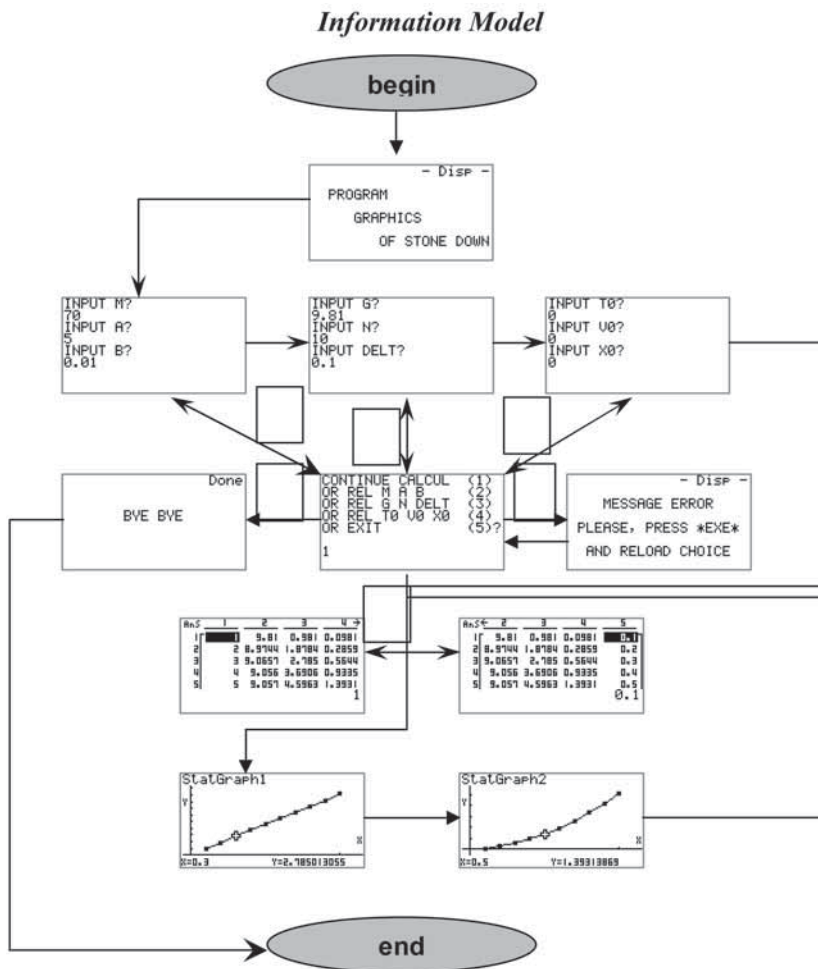 Information Model
begin
- Disp -
PROGRAM
GRAPHICS
OF STONE DOWN
INPUT M?
70
INPUT A?
5
INPUT B?
0.01
INPUT G?
9.81
INPUT N?
10
INPUT DELT?
0.1
INPUT T0?
0
INPUT V0?
0
INPUT X0?
0
Done
BYE BYE
CONTINUE CALCUL (1)
OR REL M A B (2)
OR REL G N DELT (3)
OR REL T0 V0 X0 (4)
OR EXIT (5)?
1
- Disp -
MESSAGE ERROR
PLEASE, PRESS *EXE*
AND RELOAD CHOICE
Ans 1 2 3 4 →
1 1 9.81 0.981 0.0981
2 2 8.9744 1.8784 0.2859
3 3 9.0657 2.785 0.5644
4 4 9.056 3.6906 0.9335
5 5 9.057 4.5963 1.3931
1
Ans ← 2 3 4 5
1 9.81 0.981 0.0981 0.1
2 8.9744 1.8784 0.2859 0.2
3 9.0657 2.785 0.5644 0.3
4 9.056 3.6906 0.9335 0.4
5 9.057 4.5963 1.3931 0.5
0.1
StatGraph1
Y
X
X=0.3 Y=2.785013055
StatGraph2
Y
X
X=0.5 Y=1.39313869
end